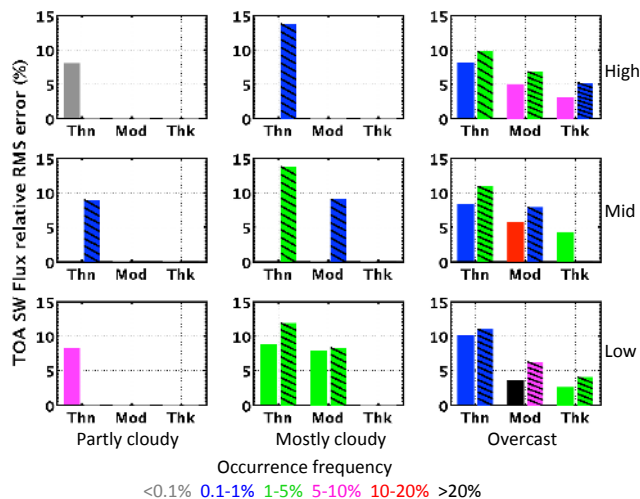 TOA SW Flux relative RMS error (%)
15
10
5
0
Thn Mod Thk
15
10
5
0
Thn Mod Thk
15
10
5
0
Thn Mod Thk
High
15
10
5
0
Thn Mod Thk
15
10
5
0
Thn Mod Thk
15
10
5
0
Thn Mod Thk
Mid
15
10
5
0
Thn Mod Thk
15
10
5
0
Thn Mod Thk
15
10
5
0
Thn Mod Thk
Low
Partly cloudy Mostly cloudy Overcast
Occurrence frequency
<0.1% 0.1-1% 1-5% 5-10% 10-20% >20%